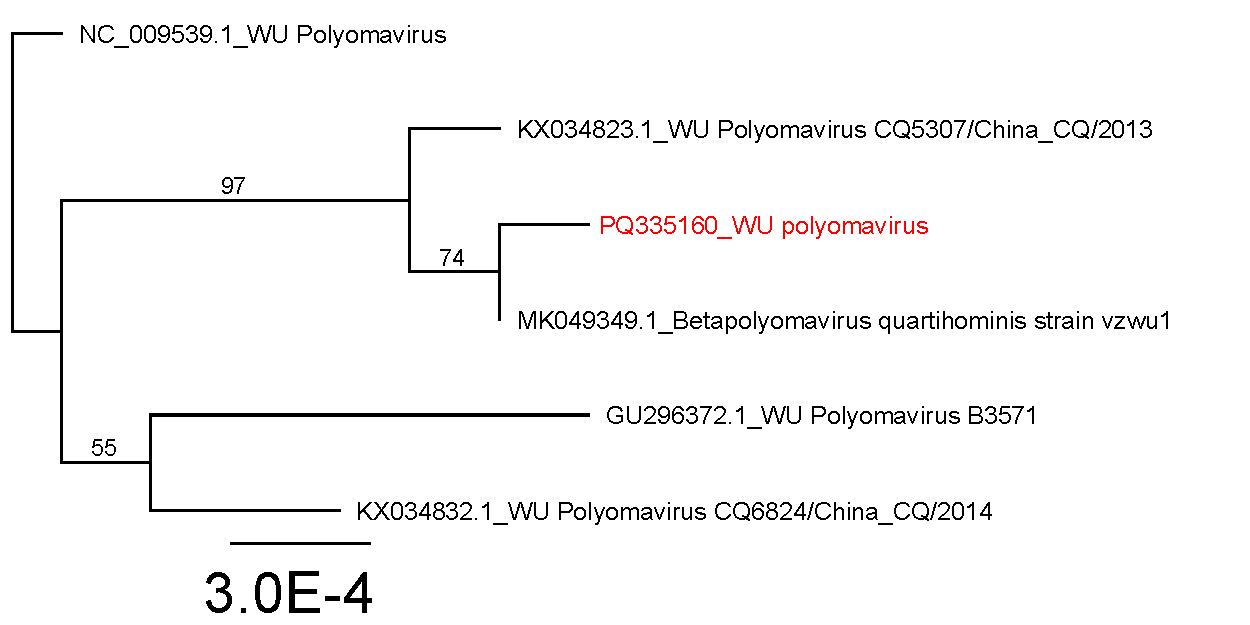 NC_009539.1_WU Polyomavirus
KX034823.1_WU Polyomavirus CQ5307/China_CQ/2013
97
PQ335160_WU polyomavirus
74
MK049349.1_Betapolyomavirus quartihominis strain vzwu1
GU296372.1_WU Polyomavirus B3571
55
KX034832.1_WU Polyomavirus CQ6824/China_CQ/2014
3.0E-4